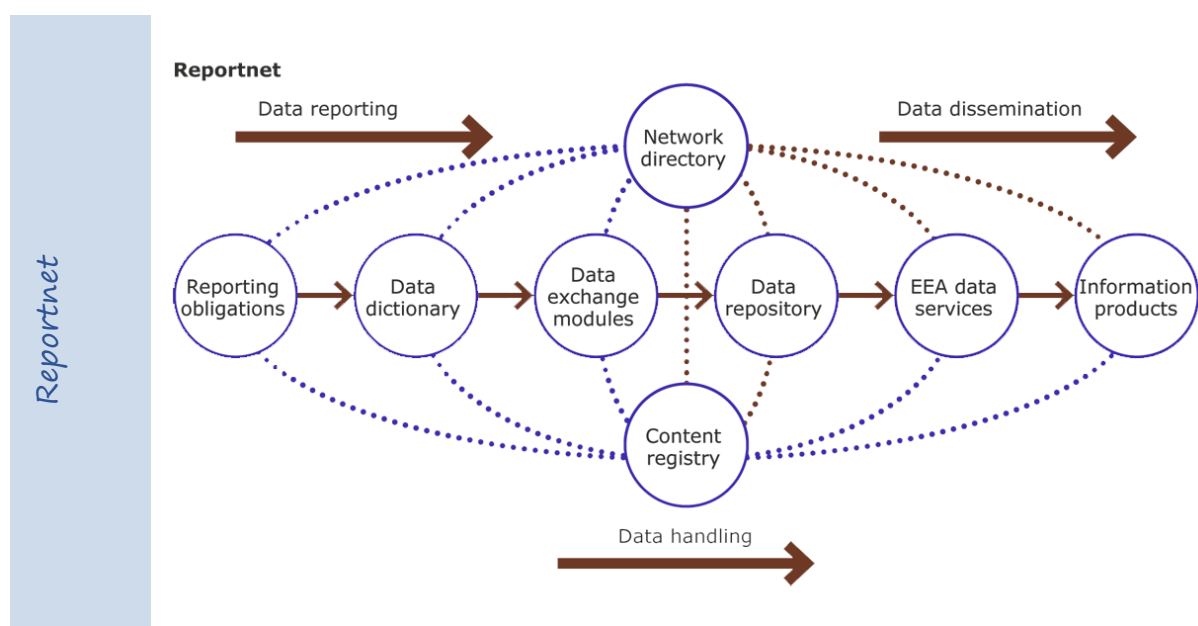 Reportnet
Reportnet
Data reporting
Data dissemination
Network
directory
Reporting
obligations
Data
dictionary
Data
exchange
modules
Data
repository
EEA data
services
Information
products
Content
registry
Data handling